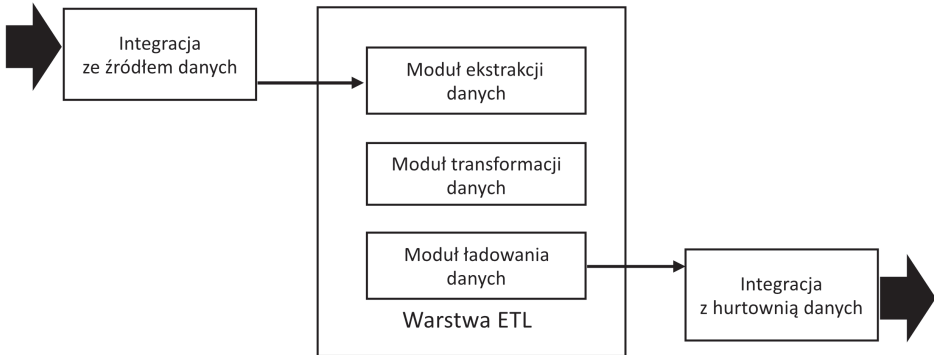 Integracja
ze źródłem danych
Moduł ekstrakcji
danych
Moduł transformacji
danych
Moduł ładowania
danych
Warstwa ETL
Integracja
z hurtownią danych